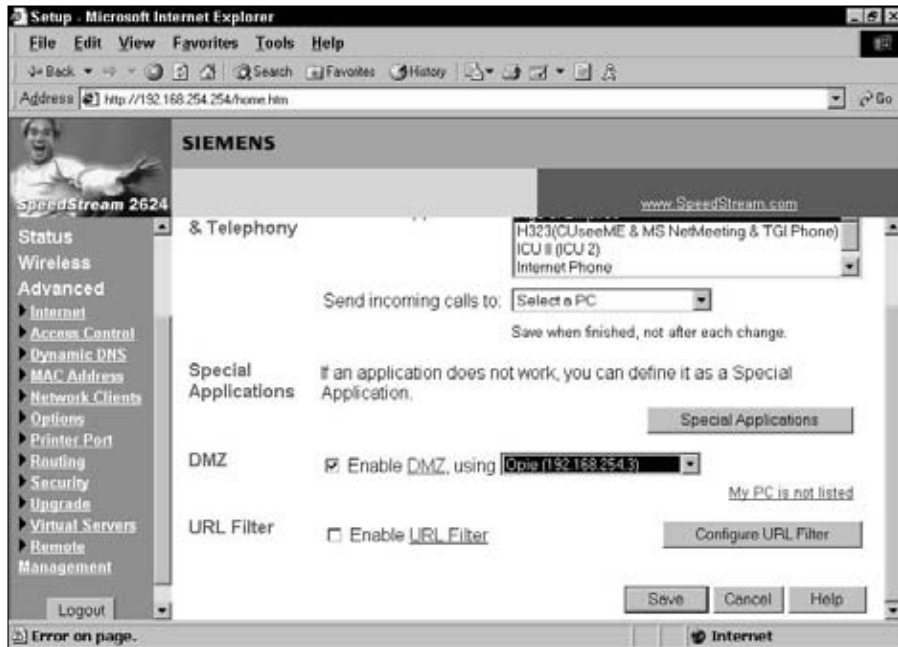 Setup - Microsoft Internet Explorer
File Edit View Favorites Tools Help
Back Search Favorites History
Address http://192.168.254.254/home.htm Go
SpeedStream 2624
SIEMENS
www.SpeedStream.com
Status
Wireless
Advanced
Internet
Access Control
Dynamic DNS
MAC Address
Network Clients
Options
Printer Port
Routing
Security
Upgrade
Virtual Servers
Remote
Management
Logout
& Telephony
H323(CUseeME & MS NetMeeting & TGI Phone)
ICU II (ICU 2)
Internet Phone
Send incoming calls to: Select a PC
Save when finished, not after each change.
Special
Applications
If an application does not work, you can define it as a Special
Application.
Special Applications
DMZ
Enable DMZ, using Opie (192.168.254.3)
My PC is not listed
URL Filter
Enable URL Filter
Configure URL Filter
Save Cancel Help
Error on page. Internet